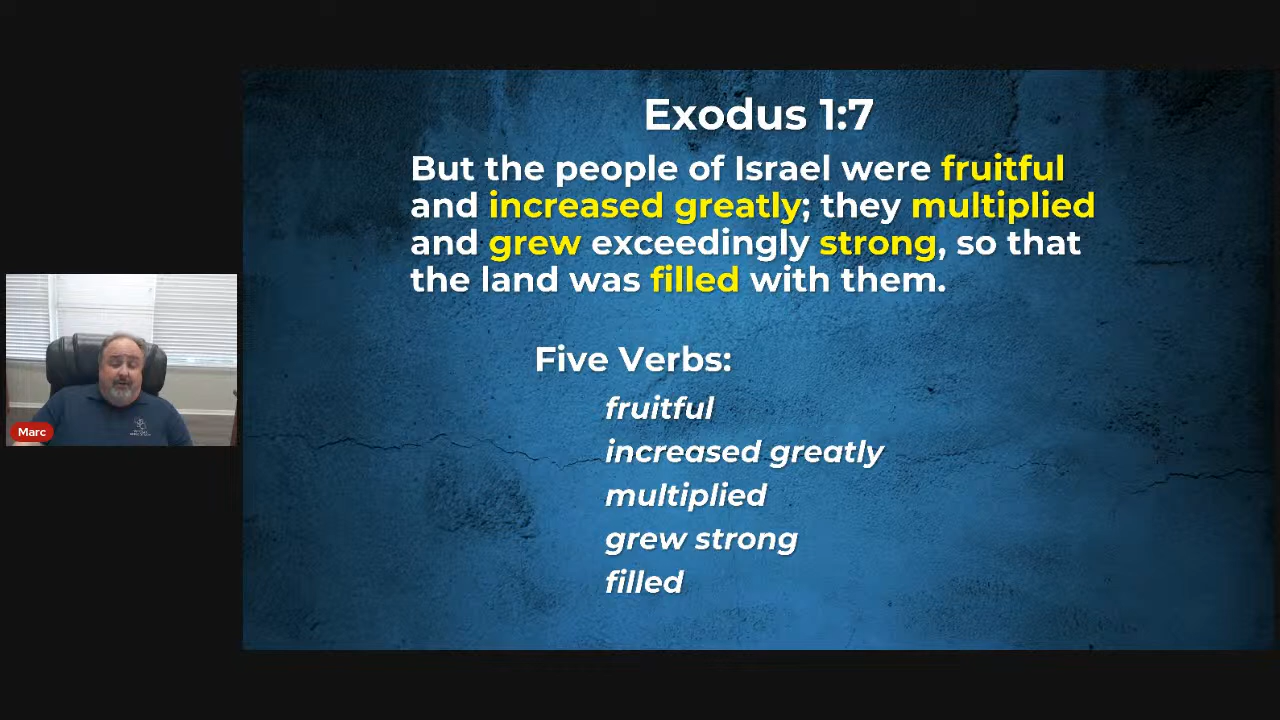 Exodus 1:7
But the people of Israel were fruitful
and increased greatly; they multiplied
and grew exceedingly strong, so that
the land was filled with them.
Five Verbs:
fruitful
increased greatly
multiplied
grew strong
filled
Marc